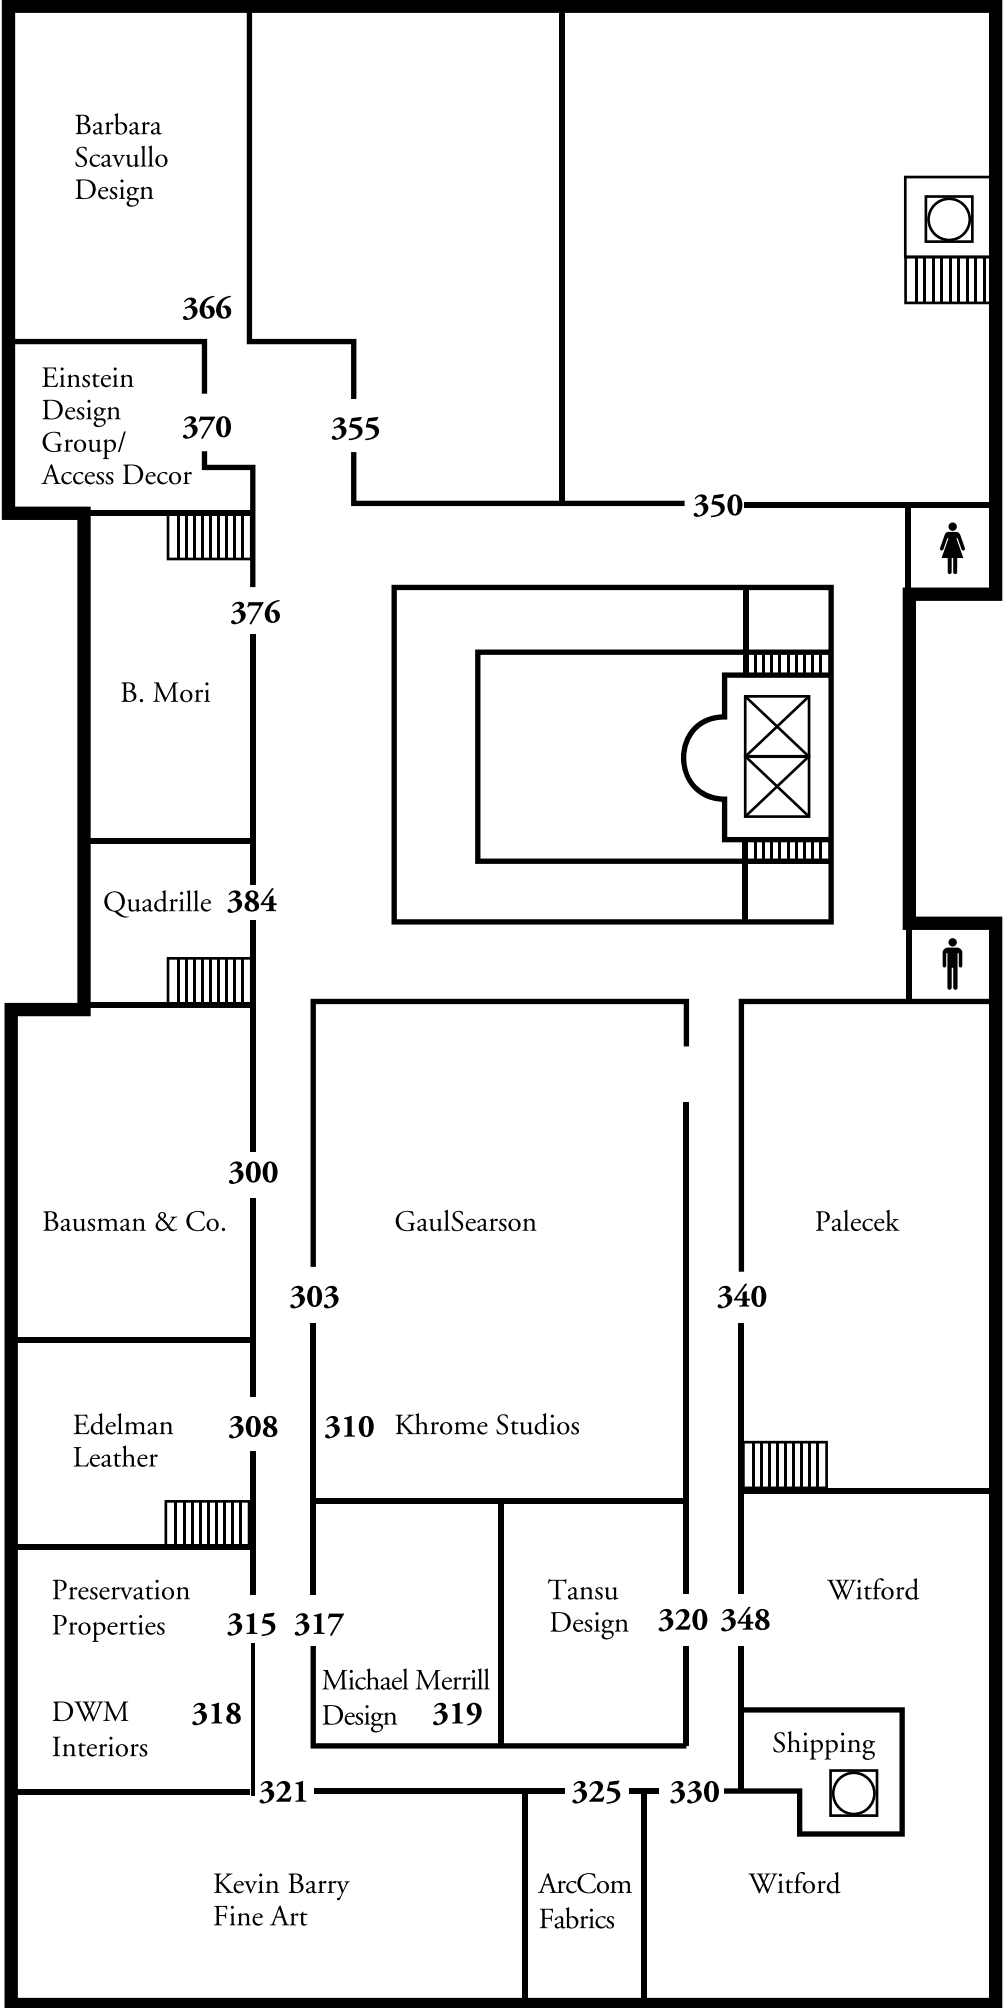 Barbara
Scavullo
Design
366
Einstein
Design
Group/
Access Decor
370
355
350
376
B. Mori
Quadrille 384
300
Bausman & Co.
GaulSearson
Palecek
303
340
Edelman
Leather
308
310 Khrome Studios
Preservation
Properties
315
317
Tansu
Design
320
348
Witford
Michael Merrill
Design 319
DWM
Interiors
318
Shipping
321
325
330
Kevin Barry
Fine Art
ArcCom
Fabrics
Witford